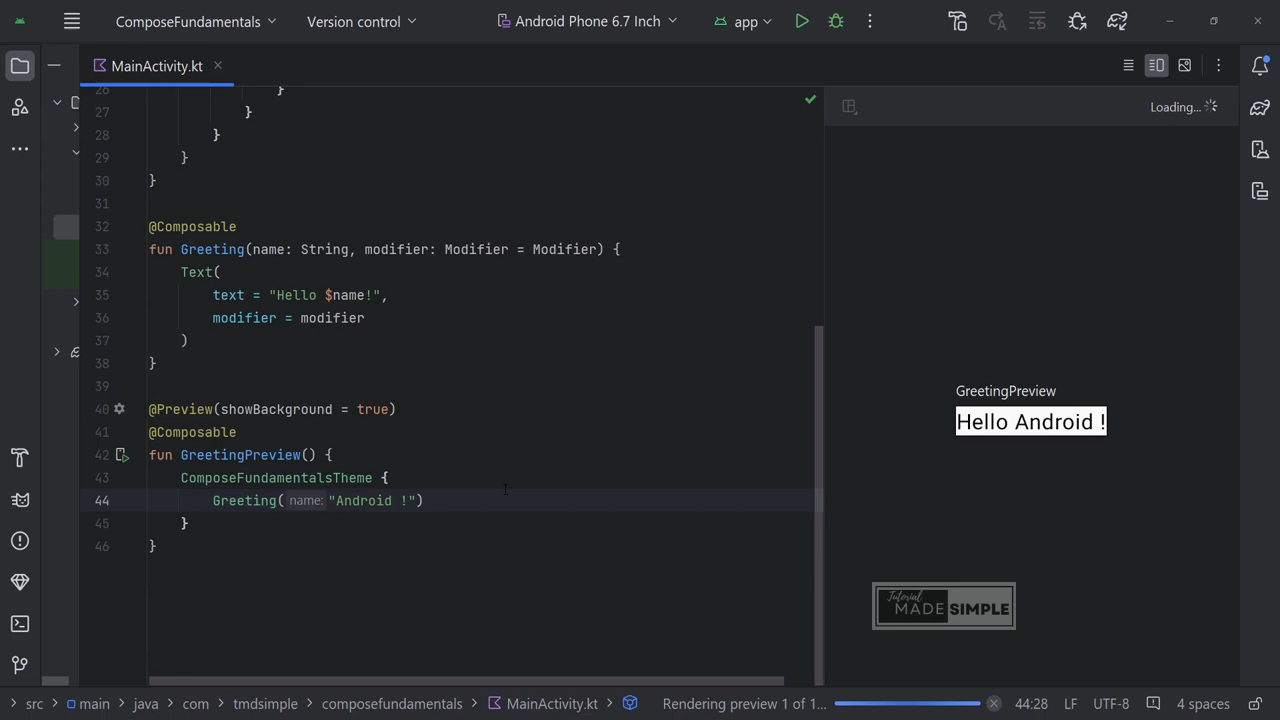 ComposeFundamentals
Version control
Android Phone 6.7 Inch
app
MainActivity.kt
26 }
27 }
28 }
29 }
30 }
31
32 @Composable
33 fun Greeting(name: String, modifier: Modifier = Modifier) {
34 Text(
35 text = "Hello $name!",
36 modifier = modifier
37 )
38 }
39
40 @Preview(showBackground = true)
41 @Composable
42 fun GreetingPreview() {
43 ComposeFundamentalsTheme {
44 Greeting( name: "Android !")
45 }
46 }
Loading...
GreetingPreview
Hello Android !
Tutorial
MADE SIMPLE
src > main > java > com > tmdsimple > composefundamentals > MainActivity.kt > Rendering preview 1 of 1... 44:28 LF UTF-8 4 spaces